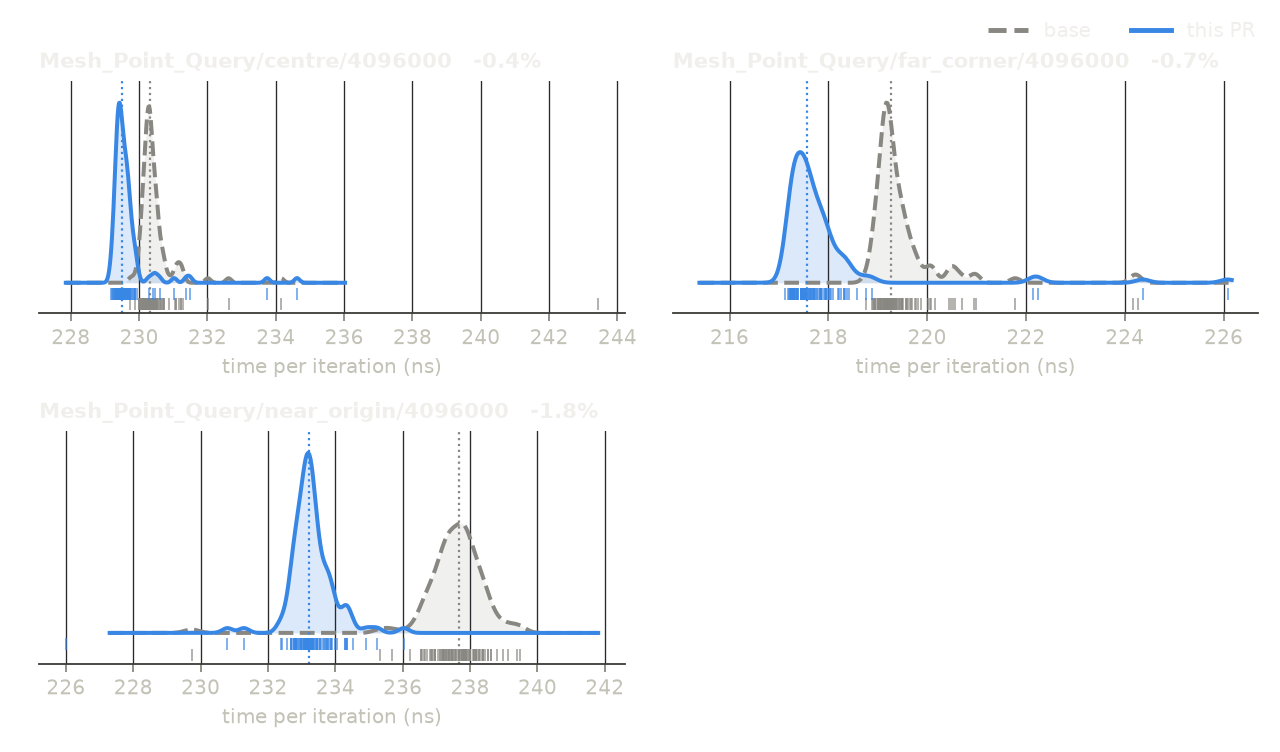 base this PR
Mesh_Point_Query/centre/4096000 -0.4%
228 230 232 234 236 238 240 242 244
time per iteration (ns)
Mesh_Point_Query/far_corner/4096000 -0.7%
216 218 220 222 224 226
time per iteration (ns)
Mesh_Point_Query/near_origin/4096000 -1.8%
226 228 230 232 234 236 238 240 242
time per iteration (ns)